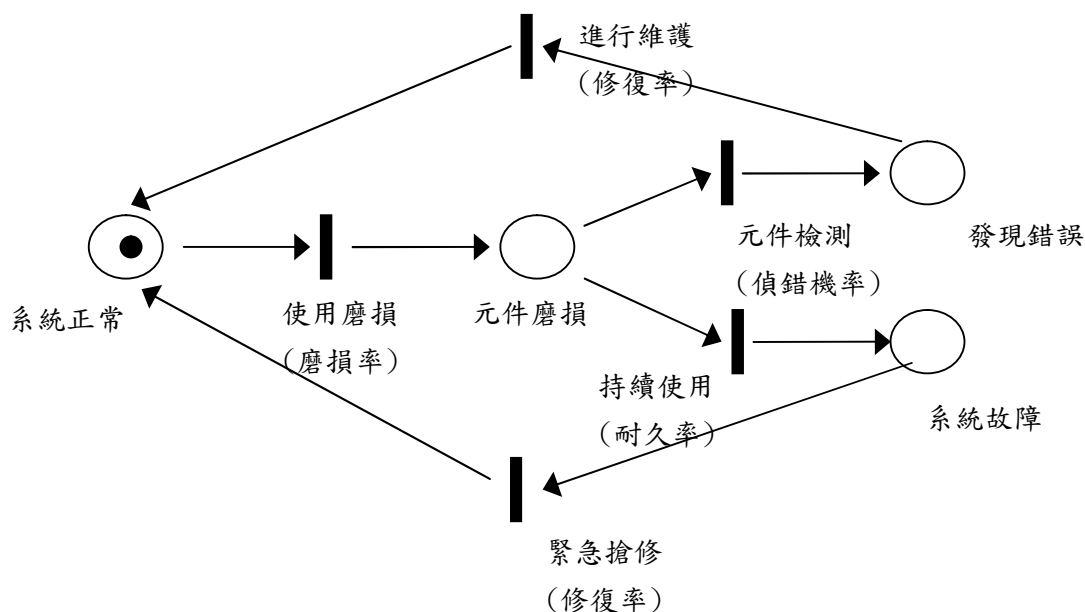 進行維護
(修復率)
元件檢測
(偵錯機率)
發現錯誤
系統正常
使用磨損
(磨損率)
元件磨損
持續使用
(耐久率)
系統故障
緊急搶修
(修復率)